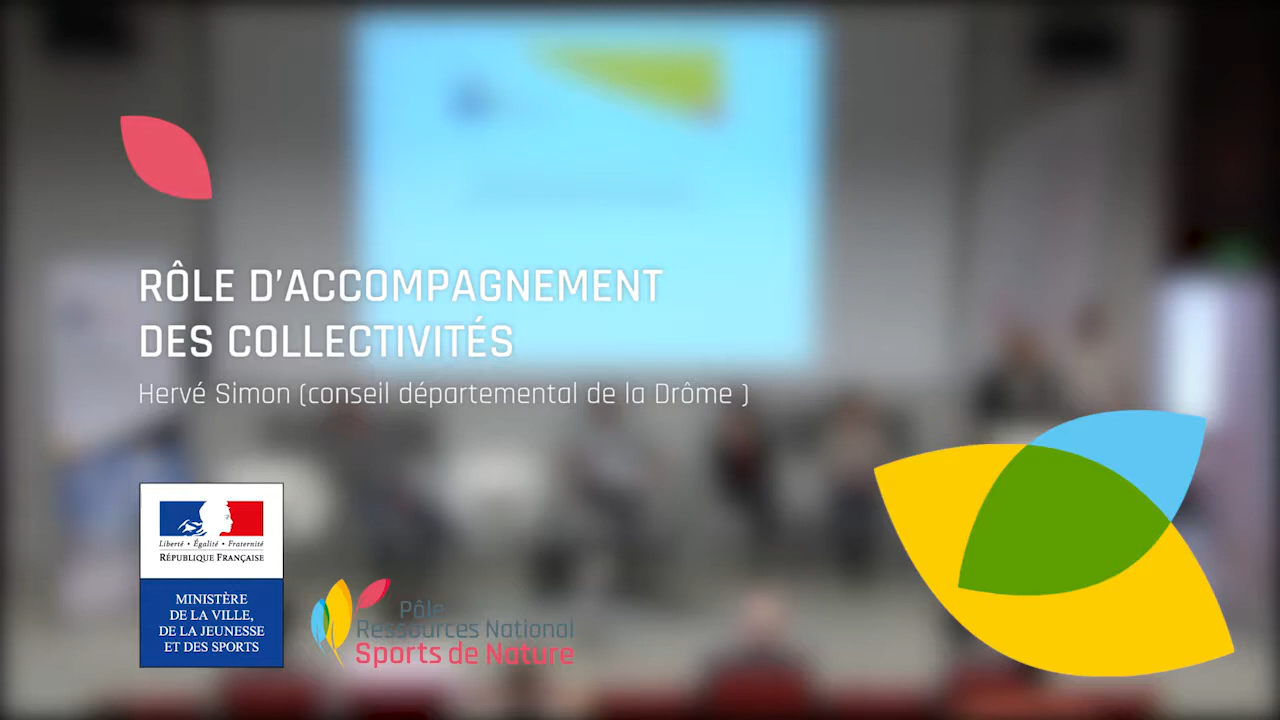 RÔLE D'ACCOMPAGNEMENT
DES COLLECTIVITÉS
Hervé Simon (conseil départemental de la Drôme )
Liberté • Égalité • Fraternité
RÉPUBLIQUE FRANÇAISE
MINISTÈRE
DE LA VILLE,
DE LA JEUNESSE
ET DES SPORTS
Pôle
Ressources National
Sports de Nature